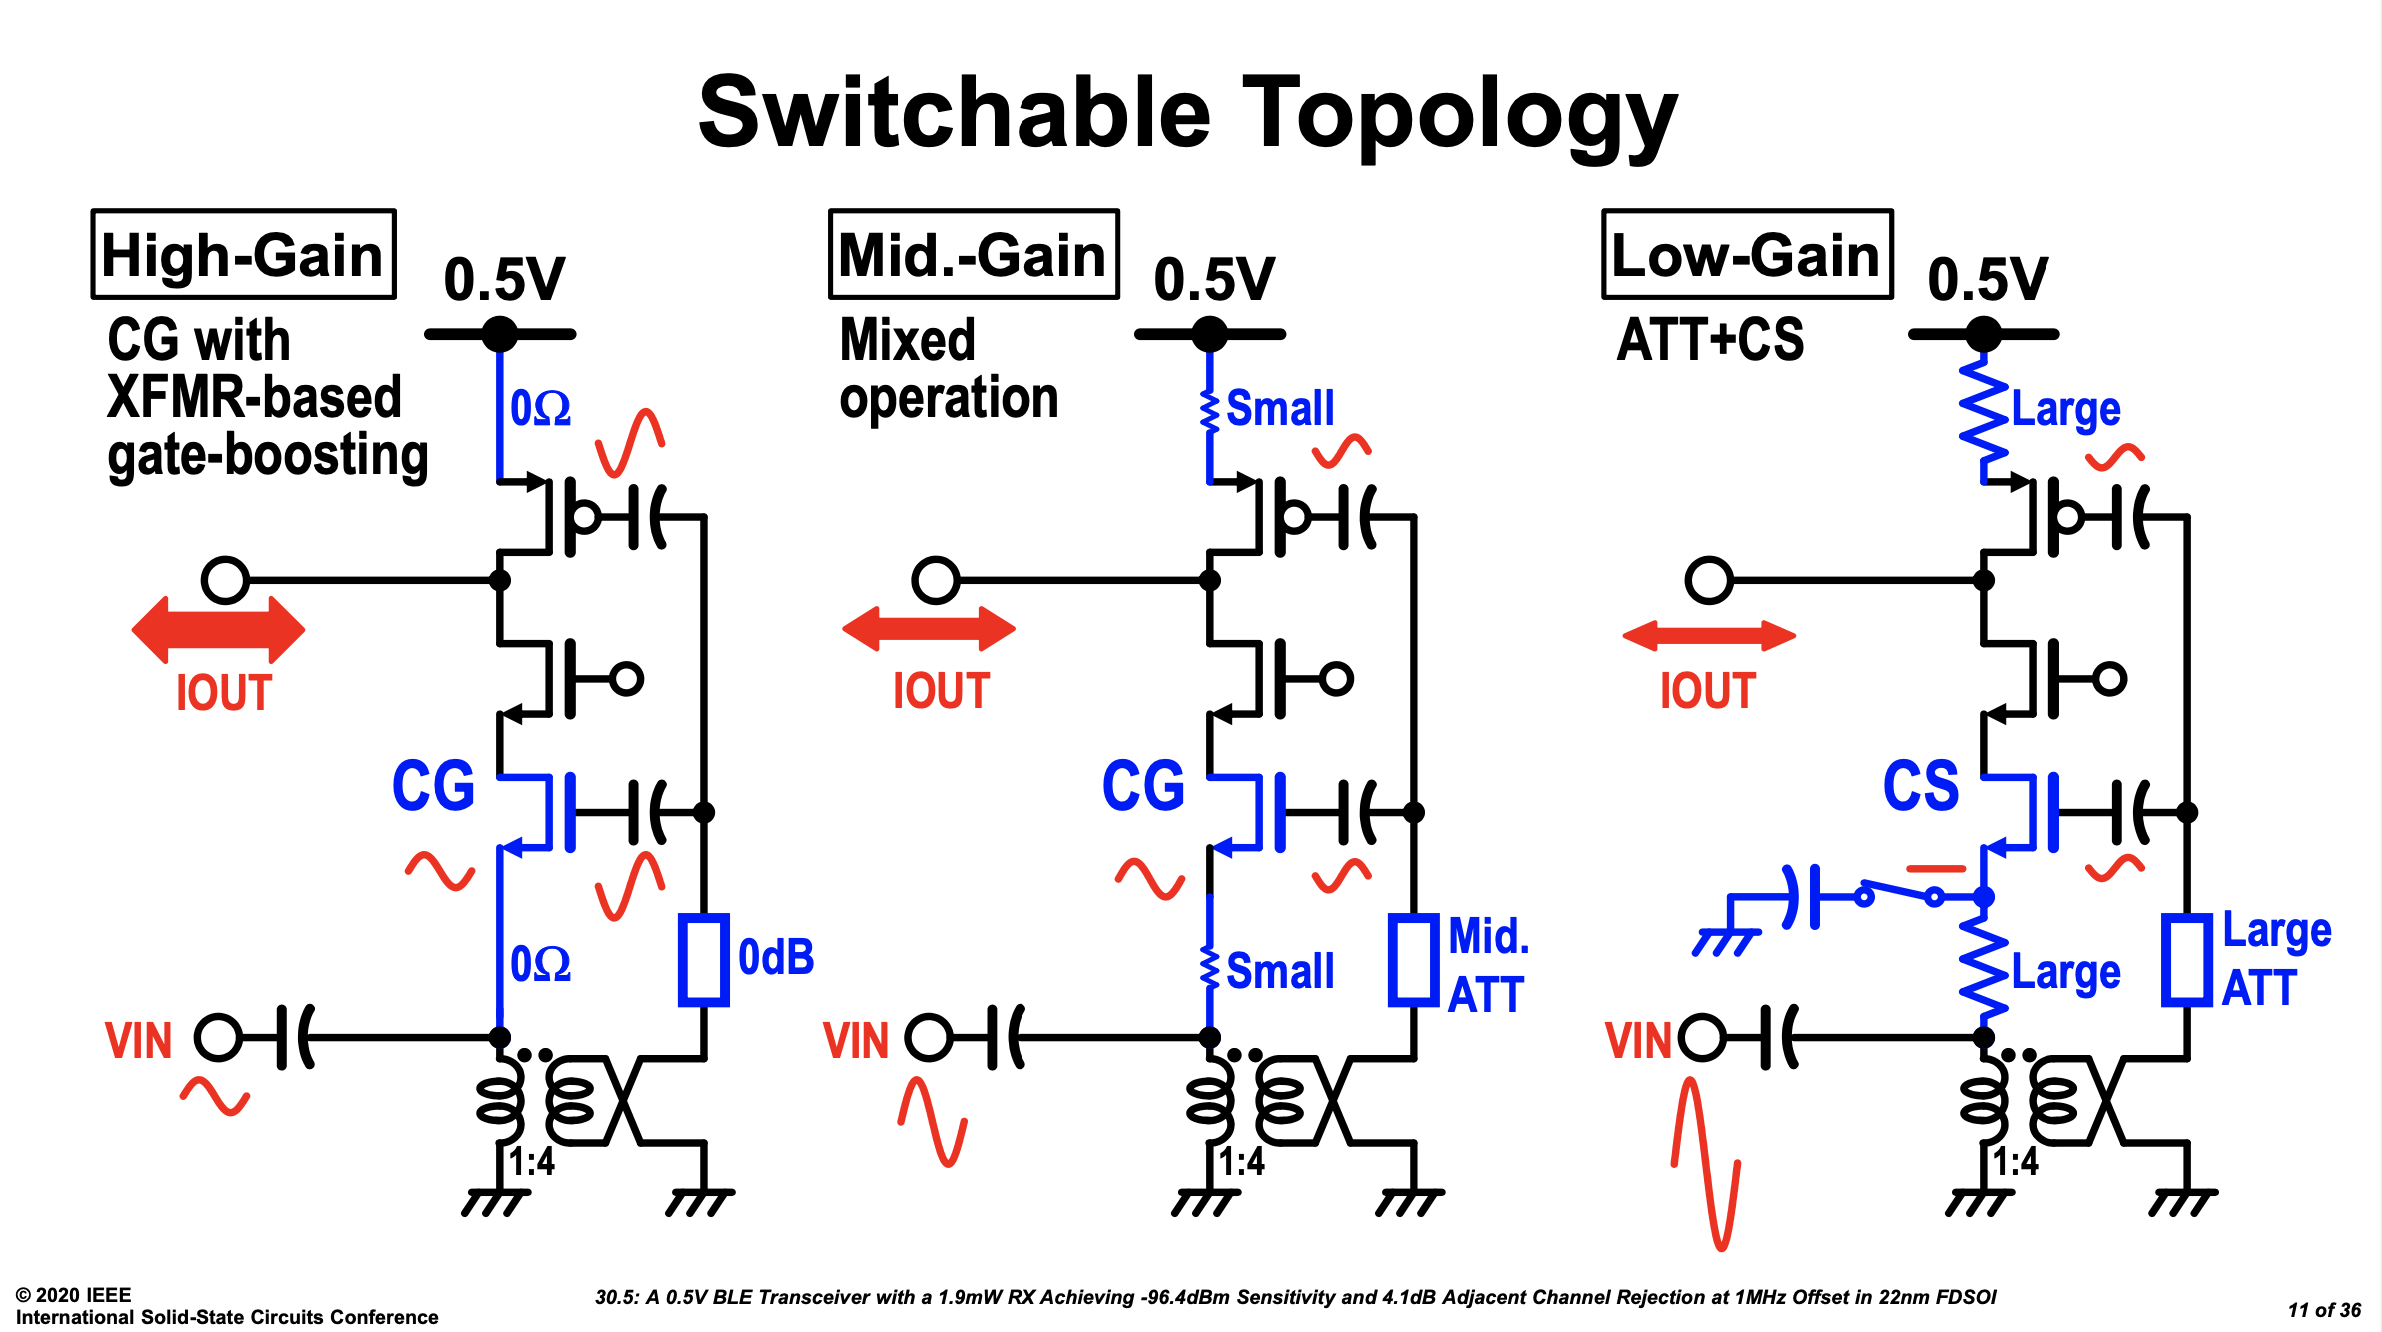 Switchable Topology
High-Gain
CG with
XFMR-based
gate-boosting
0.5V
0Ω
IOUT
CG
0Ω
0dB
VIN
1:4
Mid.-Gain
Mixed
operation
0.5V
Small
IOUT
CG
Small
Mid.
ATT
VIN
1:4
Low-Gain
ATT+CS
0.5V
Large
IOUT
CS
Large
Large
ATT
VIN
1:4
© 2020 IEEE
International Solid-State Circuits Conference
30.5: A 0.5V BLE Transceiver with a 1.9mW RX Achieving -96.4dBm Sensitivity and 4.1dB Adjacent Channel Rejection at 1MHz Offset in 22nm FDSOI
11 of 36